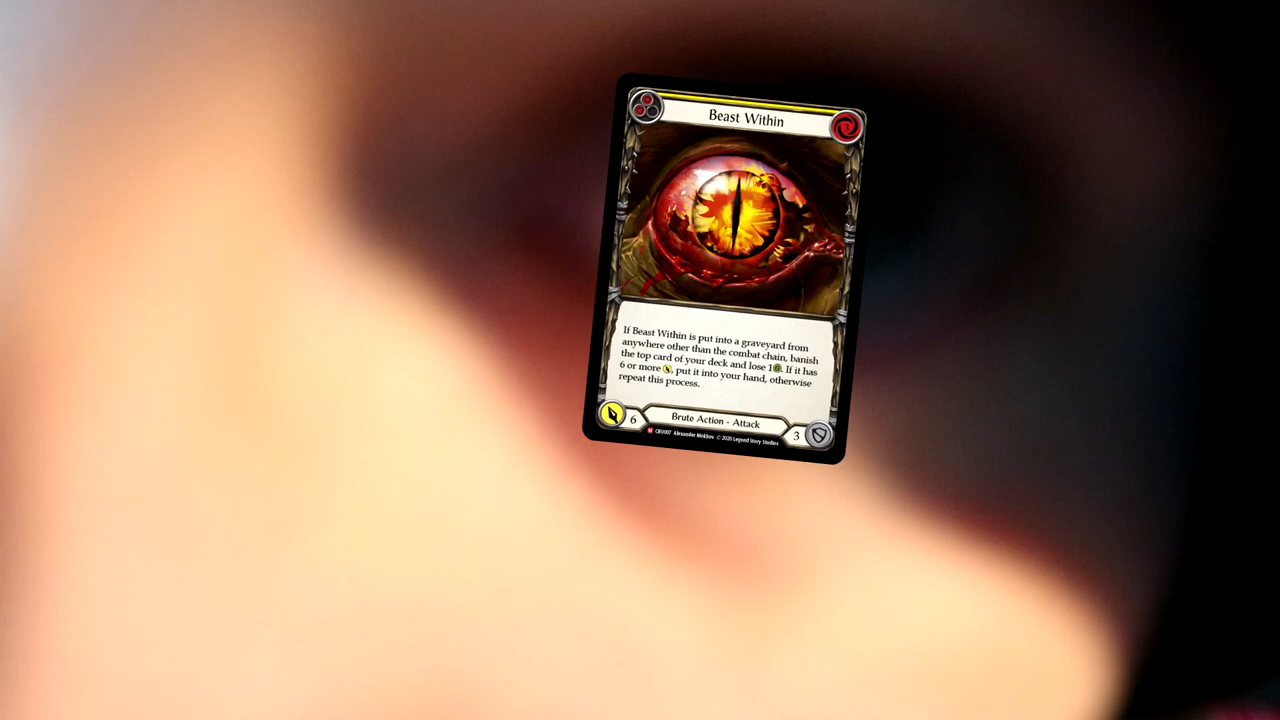 Beast Within
If Beast Within is put into a graveyard from
anywhere other than the combat chain, banish
the top card of your deck and lose 1. If it has
6 or more , put it into your hand, otherwise
repeat this process.
6
Brute Action - Attack
3
M CRU007 Alexander Mokhov © 2020 Legend Story Studios